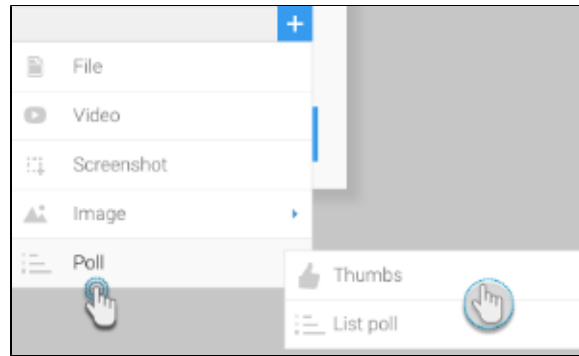 File
Video
Screenshot
Image
Poll
Thumbs
List poll